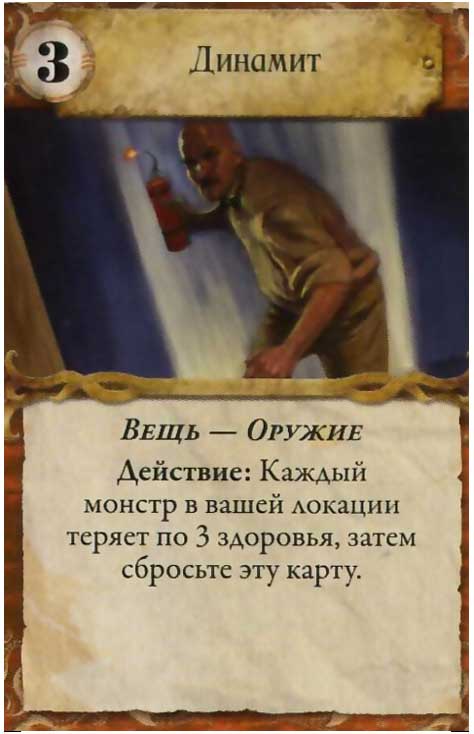 3
Динамит
Вещь — Оружие
Действие: Каждый
монстр в вашей локации
теряет по 3 здоровья, затем
сбросьте эту карту.